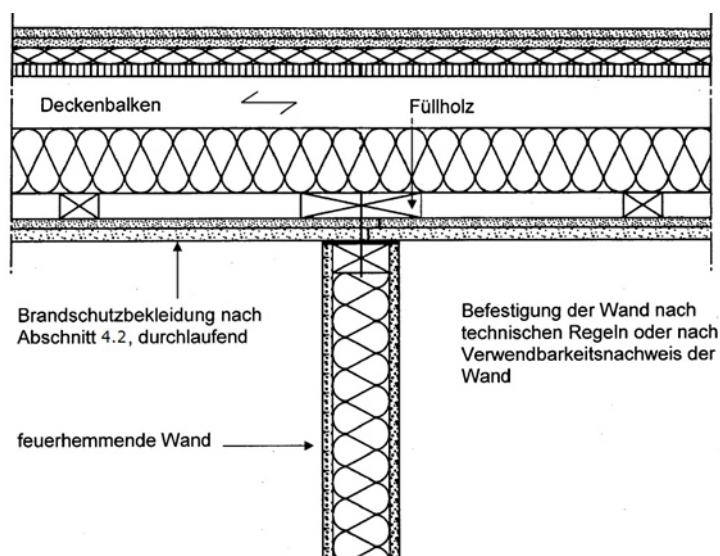 Deckenbalken
Füllholz
Brandschutzbekleidung nach
Abschnitt 4.2, durchlaufend
Befestigung der Wand nach
technischen Regeln oder nach
Verwendbarkeitsnachweis der
Wand
feuerhemmende Wand